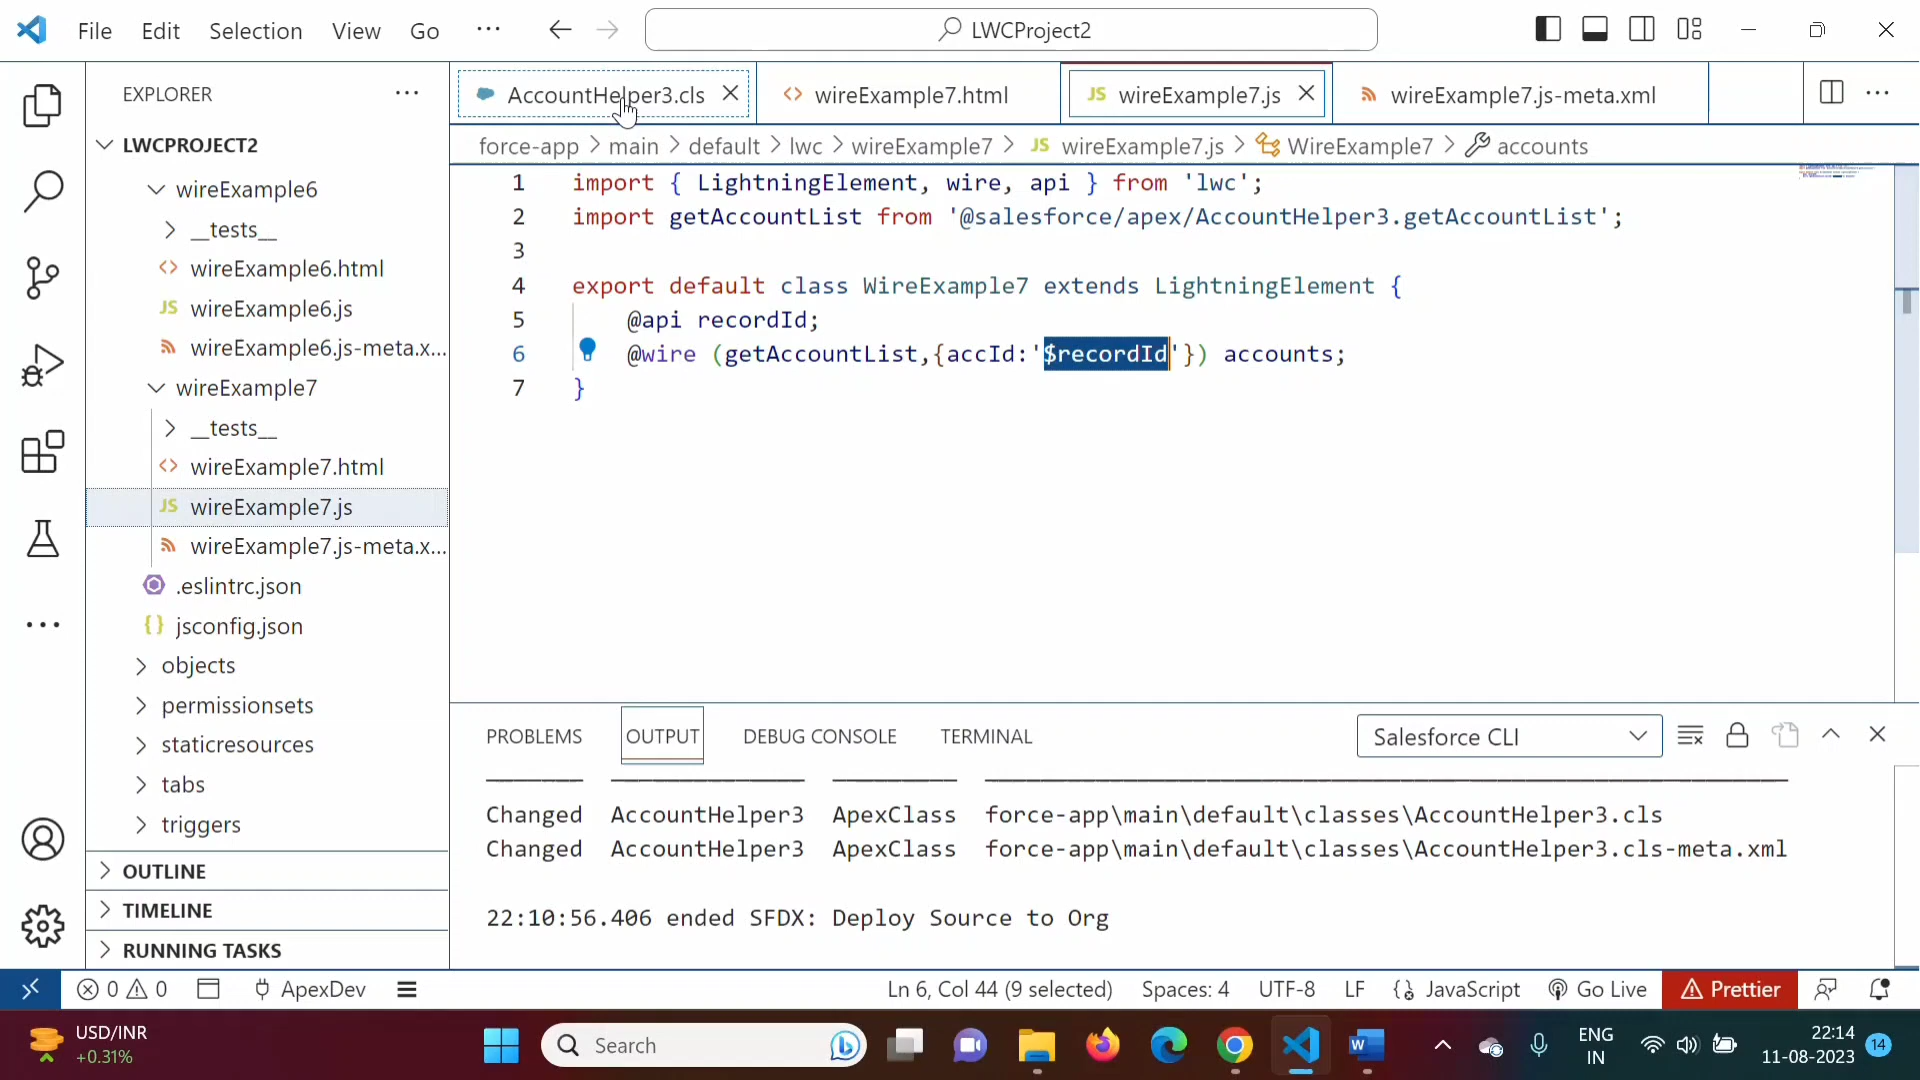 File Edit Selection View Go ··· LWCProject2
EXPLORER ···
AccountHelper3.cls wireExample7.html JS wireExample7.js wireExample7.js-meta.xml ···
force-app > main > default > lwc > wireExample7 > JS wireExample7.js > WireExample7 > accounts
LWCPROJECT2
wireExample6
__tests__
wireExample6.html
JS wireExample6.js
wireExample6.js-meta.x...
wireExample7
__tests__
wireExample7.html
JS wireExample7.js
wireExample7.js-meta.x...
.eslintrc.json
{} jsconfig.json
objects
permissionsets
staticresources
tabs
triggers
OUTLINE
TIMELINE
RUNNING TASKS
1 import { LightningElement, wire, api } from 'lwc';
2 import getAccountList from '@salesforce/apex/AccountHelper3.getAccountList';
3
4 export default class WireExample7 extends LightningElement {
5 @api recordId;
6 @wire (getAccountList,{accId:'$recordId'}) accounts;
7 }
PROBLEMS OUTPUT DEBUG CONSOLE TERMINAL Salesforce CLI
Changed AccountHelper3 ApexClass force-app\main\default\classes\AccountHelper3.cls
Changed AccountHelper3 ApexClass force-app\main\default\classes\AccountHelper3.cls-meta.xml
22:10:56.406 ended SFDX: Deploy Source to Org
0 0 ApexDev Ln 6, Col 44 (9 selected) Spaces: 4 UTF-8 LF JavaScript Go Live Prettier
USD/INR
+0.31%
Search
ENG
IN
22:14
11-08-2023
14